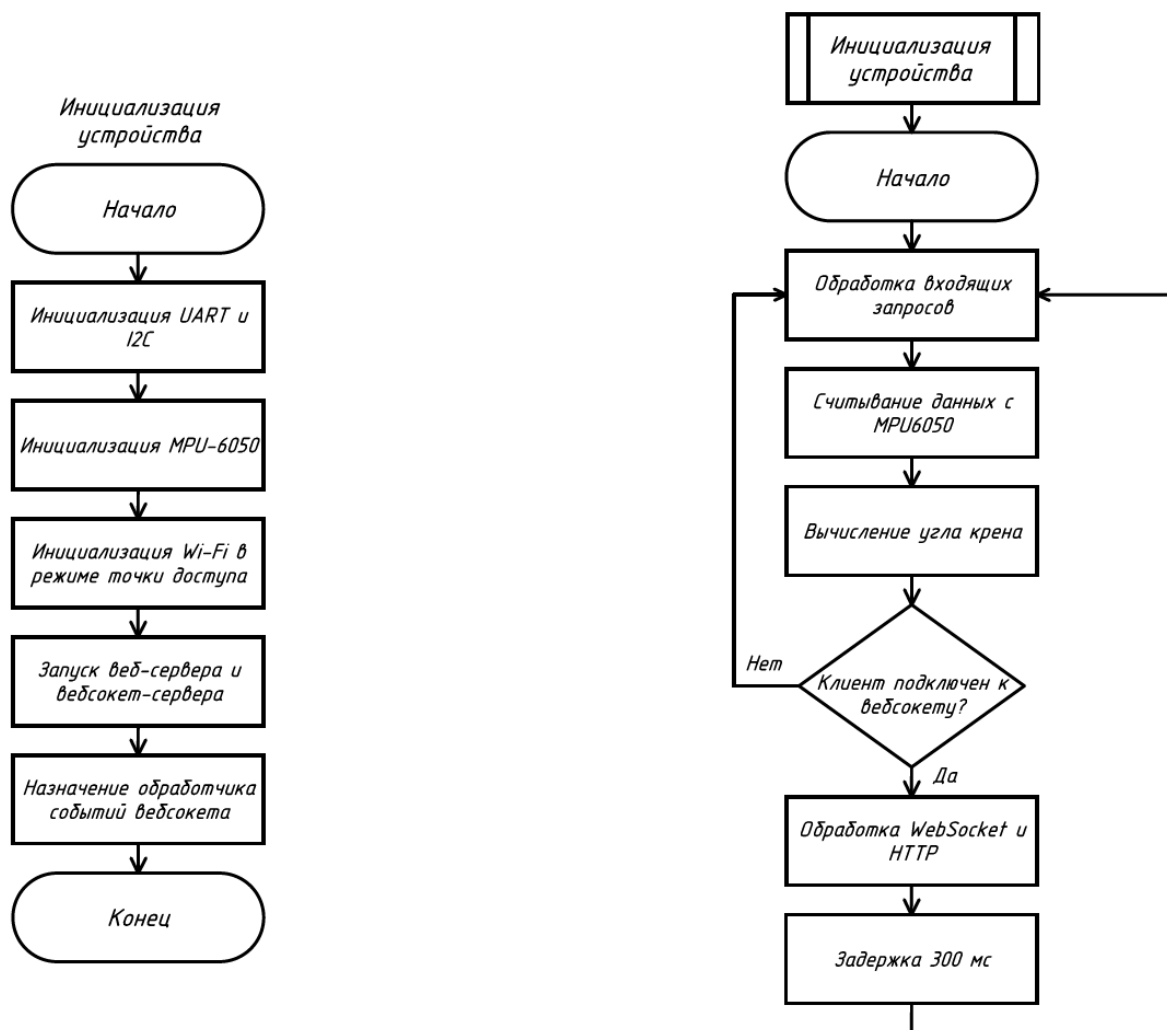 Инициализация
устройства
Начало
Инициализация UART и
I2C
Инициализация MPU-6050
Инициализация Wi-Fi в
режиме точки доступа
Запуск веб-сервера и
вебсокет-сервера
Назначение обработчика
событий вебсокета
Конец
Инициализация
устройства
Начало
Обработка входящих
запросов
Считывание данных с
MPU6050
Вычисление угла крена
Нет
Клиент подключен к
вебсокету?
Да
Обработка WebSocket и
HTTP
Задержка 300 мс